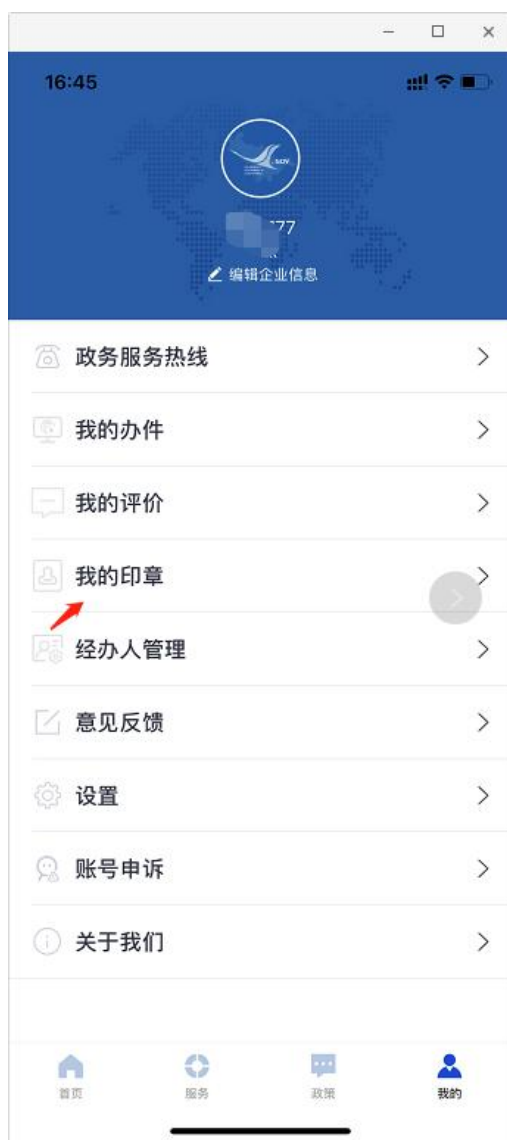 16:45
.GOV
77
编辑企业信息
政务服务热线
我的办件
我的评价
我的印章
经办人管理
意见反馈
设置
账号申诉
关于我们
首页
服务
政策
我的